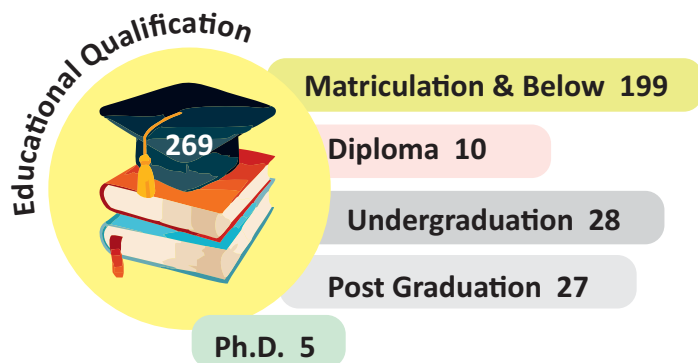 Educational Qualification
269
Matriculation & Below 199
Diploma 10
Undergraduation 28
Post Graduation 27
Ph.D. 5